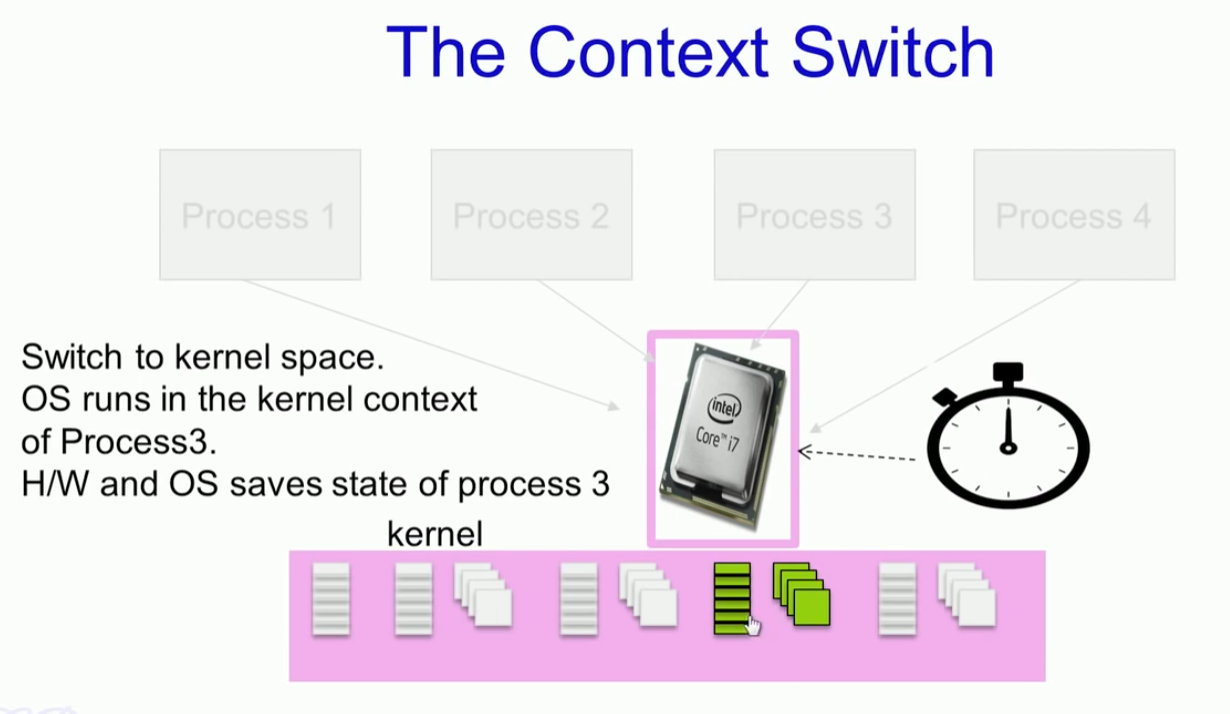 The Context Switch
Process 1
Process 2
Process 3
Process 4
Switch to kernel space.
OS runs in the kernel context
of Process3.
H/W and OS saves state of process 3
intel
Core™ i7
kernel